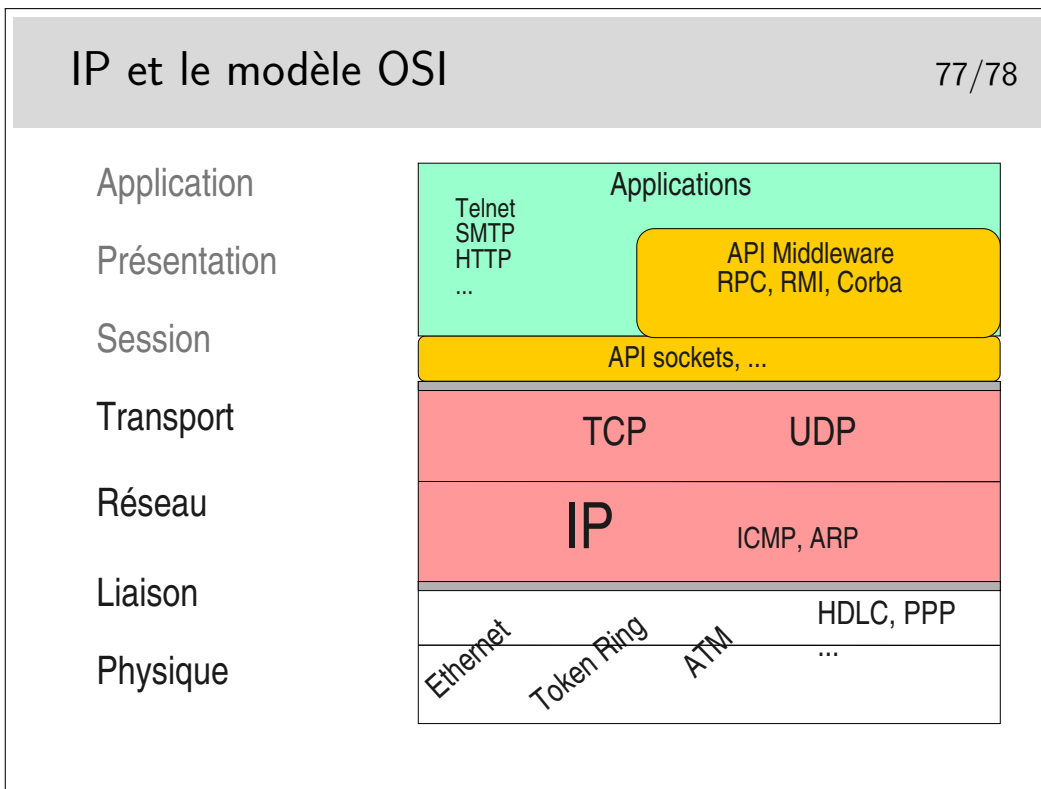 IP et le modèle OSI
77/78
Application
Présentation
Session
Transport
Réseau
Liaison
Physique
Applications
Telnet
SMTP
HTTP
...
API Middleware
RPC, RMI, Corba
API sockets, ...
TCP UDP
IP ICMP, ARP
HDLC, PPP
...
Ethernet
Token Ring
ATM